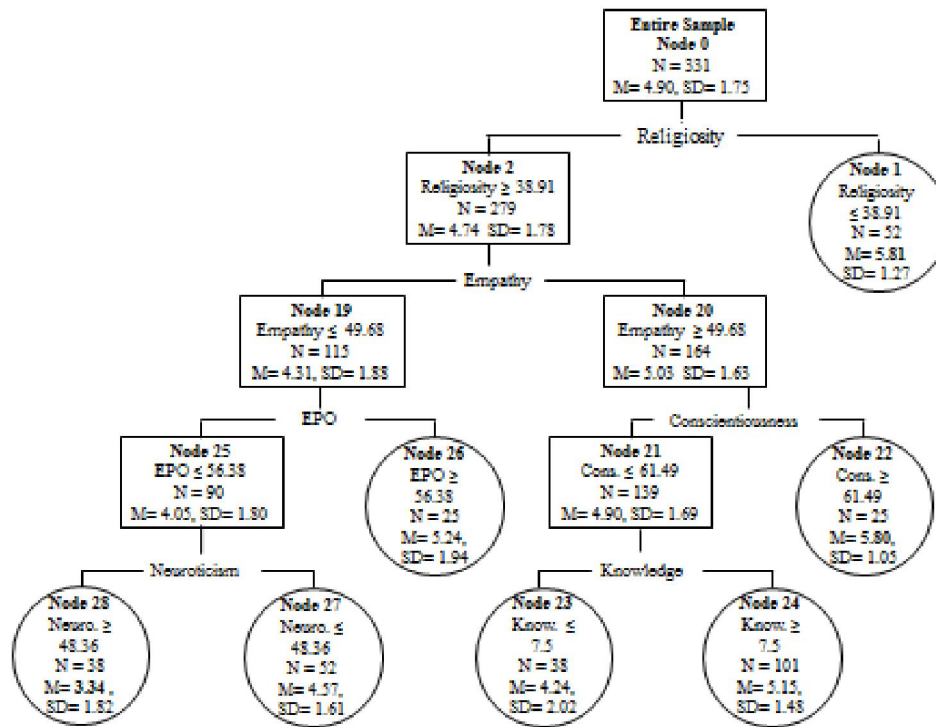 Entire Sample
Node 0
N = 331
M= 4.90, SD= 1.75
Religiosity
Node 2
Religiosity ≥ 38.91
N = 279
M= 4.74 SD= 1.78
Node 1
Religiosity
≤ 38.91
N = 52
M= 5.81
SD= 1.27
Empathy
Node 19
Empathy ≤ 49.68
N = 115
M= 4.31, SD= 1.88
Node 20
Empathy ≥ 49.68
N = 164
M= 5.03 SD= 1.63
EPO
Conscientiousness
Node 25
EPO ≤ 56.38
N = 90
M= 4.05, SD= 1.80
Node 26
EPO ≥
56.38
N = 25
M= 5.24,
SD= 1.94
Node 21
Cons. ≤ 61.49
N = 139
M= 4.90, SD= 1.69
Node 22
Cons. ≥
61.49
N = 25
M= 5.80,
SD= 1.05
Neuroticism
Knowledge
Node 28
Neuro. ≥
48.36
N = 38
M= 3.34 ,
SD= 1.82
Node 27
Neuro. ≤
48.36
N = 52
M= 4.57,
SD= 1.61
Node 23
Know. ≤
7.5
N = 38
M= 4.24,
SD= 2.02
Node 24
Know. ≥
7.5
N = 101
M= 5.15,
SD= 1.48